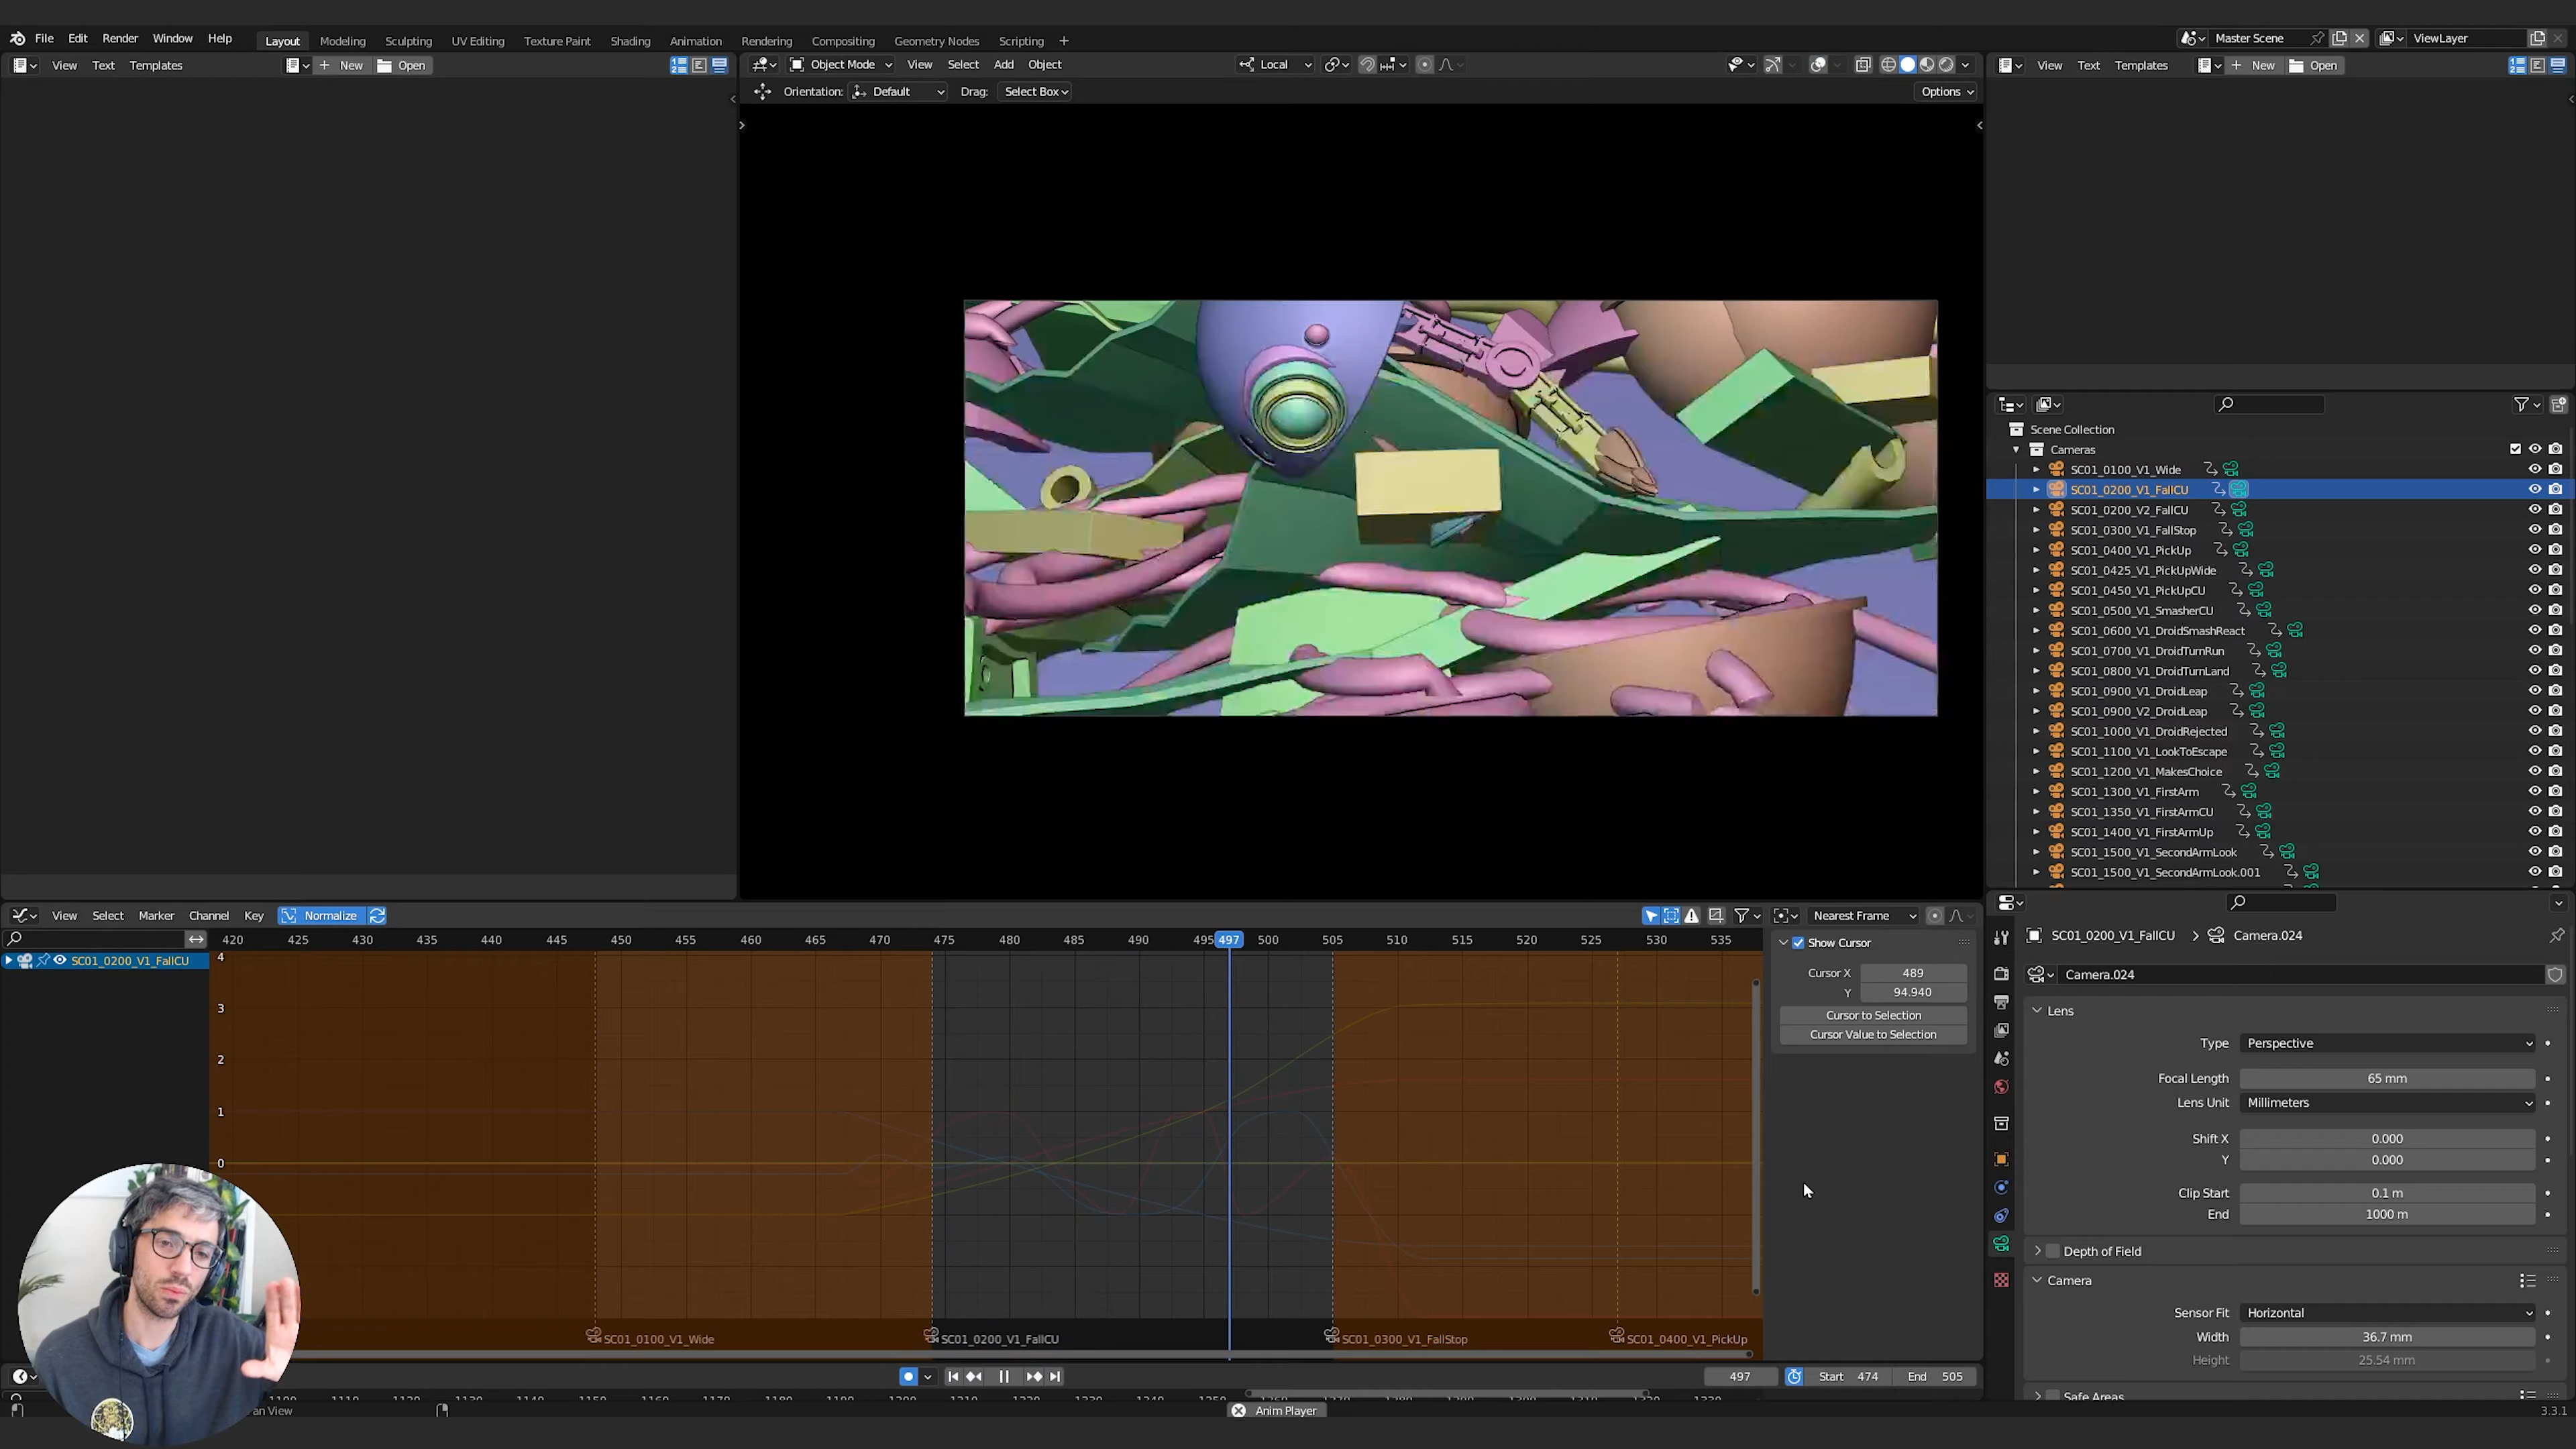 File Edit Render Window Help Layout Modeling Sculpting UV Editing Texture Paint Shading Animation Rendering Compositing Geometry Nodes Scripting + Master Scene ViewLayer
View Text Templates + New Open
Object Mode View Select Add Object Local
View Text Templates + New Open
Orientation: Default Drag: Select Box Options
Scene Collection
Cameras
SC01_0100_V1_Wide
SC01_0200_V1_FallCU
SC01_0200_V2_FallCU
SC01_0300_V1_FallStop
SC01_0400_V1_PickUp
SC01_0425_V1_PickUpWide
SC01_0450_V1_PickUpCU
SC01_0500_V1_SmasherCU
SC01_0600_V1_DroidSmashReact
SC01_0700_V1_DroidTurnRun
SC01_0800_V1_DroidTurnLand
SC01_0900_V1_DroidLeap
SC01_0900_V2_DroidLeap
SC01_1000_V1_DroidRejected
SC01_1100_V1_LookToEscape
SC01_1200_V1_MakesChoice
SC01_1300_V1_FirstArm
SC01_1350_V1_FirstArmCU
SC01_1400_V1_FirstArmUp
SC01_1500_V1_SecondArmLook
SC01_1500_V1_SecondArmLook.001
View Select Marker Channel Key Normalize Nearest Frame
420 425 430 435 440 445 450 455 460 465 470 475 480 485 490 495 497 500 505 510 515 520 525 530 535
SC01_0200_V1_FallCU
4
3
2
1
0
Show Cursor
Cursor X 489
Y 94.940
Cursor to Selection
Cursor Value to Selection
SC01_0100_V1_Wide SC01_0200_V1_FallCU SC01_0300_V1_FallStop SC01_0400_V1_PickUp
497 Start 474 End 505
an View Anim Player
SC01_0200_V1_FallCU > Camera.024
Camera.024
Lens
Type Perspective
Focal Length 65 mm
Lens Unit Millimeters
Shift X 0.000
Y 0.000
Clip Start 0.1 m
End 1000 m
Depth of Field
Camera
Sensor Fit Horizontal
Width 36.7 mm
Height 25.54 mm
Safe Areas
3.3.1